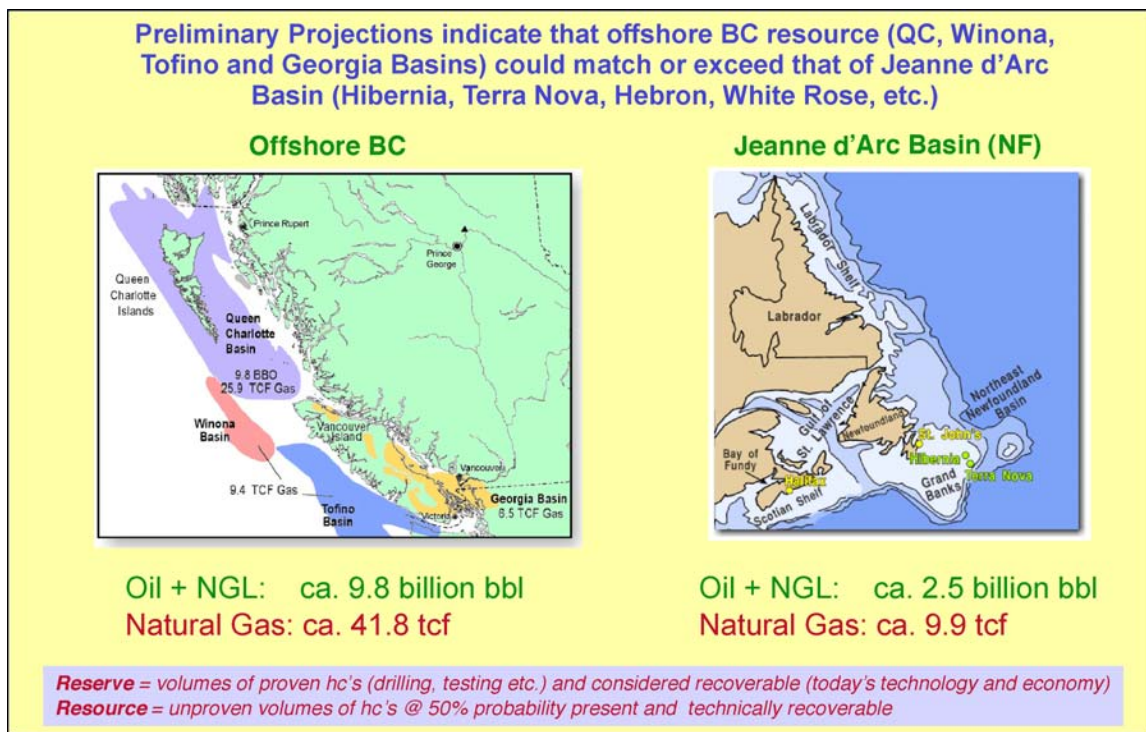 Preliminary Projections indicate that offshore BC resource (QC, Winona,
Tofino and Georgia Basins) could match or exceed that of Jeanne d'Arc
Basin (Hibernia, Terra Nova, Hebron, White Rose, etc.)
Offshore BC
Prince Rupert
Prince
George
Queen
Charlotte
Islands
Queen
Charlotte
Basin
9.8 BBO
25.9 TCF Gas
Winona
Basin
Vancouver
Island
Vancouver
9.4 TCF Gas
Georgia Basin
6.5 TCF Gas
Tofino
Basin
Victoria
Oil + NGL: ca. 9.8 billion bbl
Natural Gas: ca. 41.8 tcf
Jeanne d'Arc Basin (NF)
Labrador Shelf
Labrador
Northeast
Newfoundland
Basin
Gulf of
St. Lawrence
Newfoundland
St. John's
Hibernia
Terra Nova
Bay of
Fundy
Halifax
Grand
Banks
Scotian Shelf
Oil + NGL: ca. 2.5 billion bbl
Natural Gas: ca. 9.9 tcf
Reserve = volumes of proven hc's (drilling, testing etc.) and considered recoverable (today's technology and economy)
Resource = unproven volumes of hc's @ 50% probability present and technically recoverable